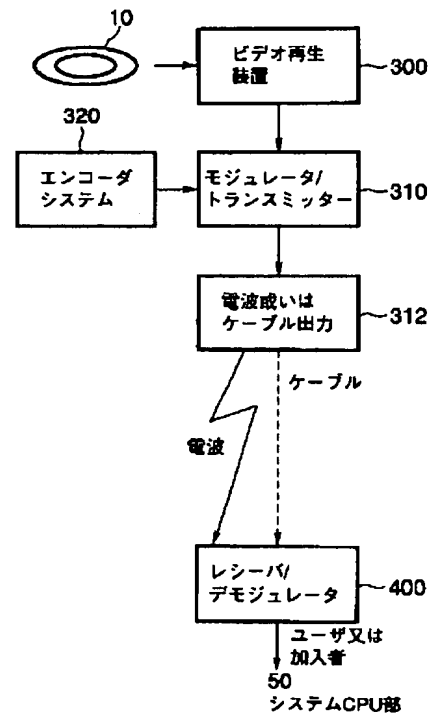 10
ビデオ再生
装置
300
320
エンコーダ
システム
モジュレータ/
トランスミッター
310
電波或いは
ケーブル出力
312
ケーブル
電波
レシーバ/
デモジュレータ
400
ユーザ又は
加入者
50
システムCPU部